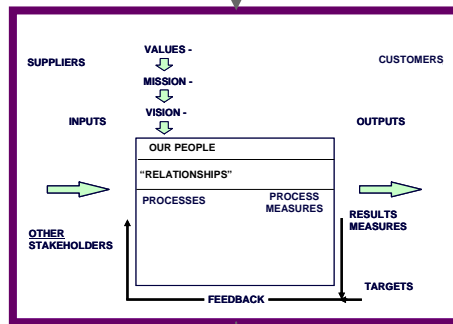 VALUES -
SUPPLIERS
CUSTOMERS
MISSION -
VISION -
INPUTS
OUTPUTS
OUR PEOPLE
“RELATIONSHIPS”
PROCESSES
PROCESS
MEASURES
RESULTS
MEASURES
OTHER
STAKEHOLDERS
TARGETS
FEEDBACK